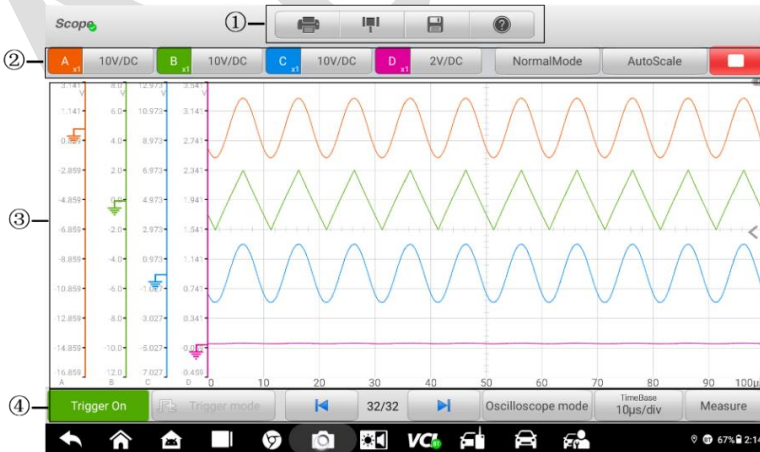 Scope
①
②
A x1 10V/DC B x1 10V/DC C x1 10V/DC D x1 2V/DC NormalMode AutoScale
3.141 8.0 12.973 3.541
V V V V
-1.141 6.0 10.973 3.141
4.0 8.973 2.741
-2.859 2.0 6.973 2.341
-4.859 4.973 1.941
③
-6.859 -2.0 2.973 1.541
-8.859 -4.0 0.973 1.141
-10.859 -6.0 0.741
-12.859 -8.0 -3.027 0.341
-14.859 -10.0 -5.027
-16.859 -12.0 -7.027 0.459
A B C D 0 10 20 30 40 50 60 70 80 90 100µ
④
Trigger On Trigger mode 32/32 Oscilloscope mode TimeBase 10µs/div Measure
VCI 67% 2:14